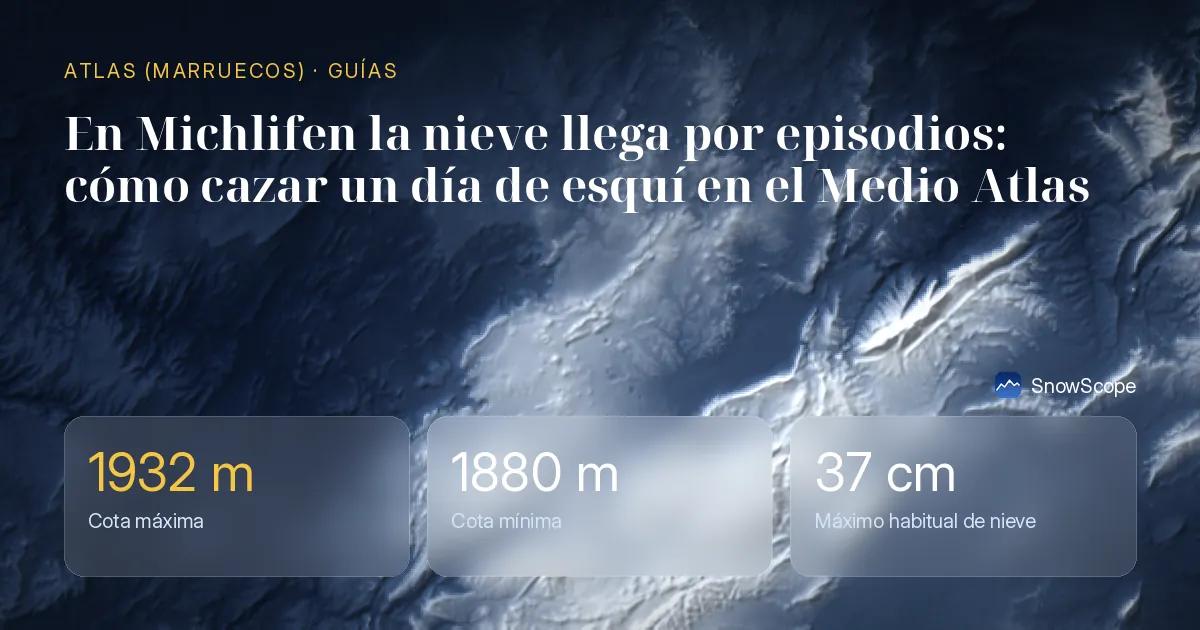 ATLAS (MARRUECOS) · GUÍAS
En Michlifen la nieve llega por episodios:
cómo cazar un día de esquí en el Medio Atlas
SnowScope
1932 m
Cota máxima
1880 m
Cota mínima
37 cm
Máximo habitual de nieve